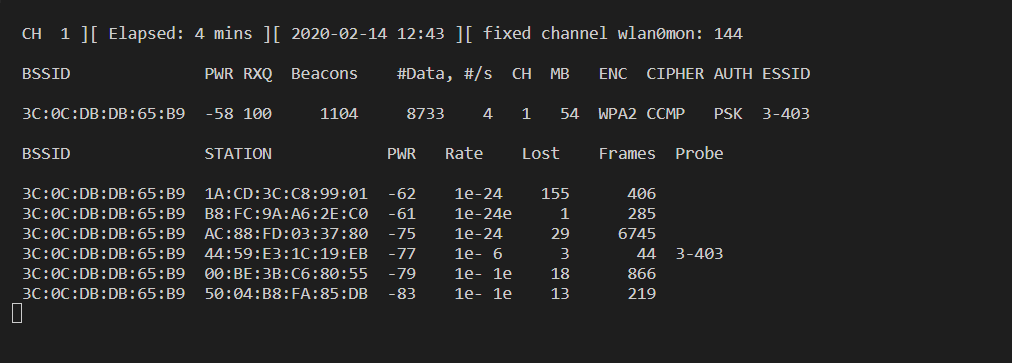 CH  1 ][ Elapsed: 4 mins ][ 2020-02-14 12:43 ][ fixed channel wlan0mon: 144
BSSID              PWR RXQ  Beacons    #Data, #/s  CH  MB   ENC  CIPHER AUTH ESSID
3C:0C:DB:DB:65:B9  -58 100     1104     8733    4   1   54  WPA2 CCMP   PSK  3-403
BSSID              STATION            PWR   Rate    Lost    Frames  Probe
3C:0C:DB:DB:65:B9  1A:CD:3C:C8:99:01  -62    1e-24    155      406
3C:0C:DB:DB:65:B9  B8:FC:9A:A6:2E:C0  -61    1e-24e     1      285
3C:0C:DB:DB:65:B9  AC:88:FD:03:37:80  -75    1e-24     29     6745
3C:0C:DB:DB:65:B9  44:59:E3:1C:19:EB  -77    1e- 6      3       44  3-403
3C:0C:DB:DB:65:B9  00:BE:3B:C6:80:55  -79    1e- 1e    18      866
3C:0C:DB:DB:65:B9  50:04:B8:FA:85:DB  -83    1e- 1e    13      219